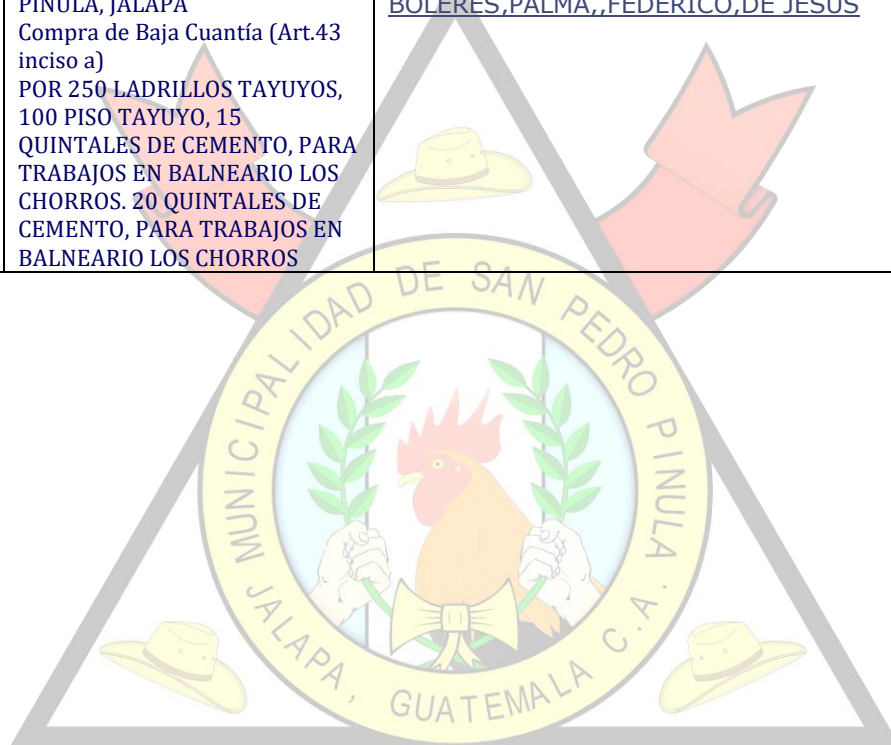 PINULA, JALAPA
Compra de Baja Cuantía (Art.43
inciso a)
POR 250 LADRILLOS TAYUYOS,
100 PISO TAYUYO, 15
QUINTALES DE CEMENTO, PARA
TRABAJOS EN BALNEARIO LOS
CHORROS. 20 QUINTALES DE
CEMENTO, PARA TRABAJOS EN
BALNEARIO LOS CHORROS
BOLERES,PALMA,,FEDERICO,DE JESUS
MUNICIPALIDAD DE SAN PEDRO PINULA.
JALAPA, GUATEMALA C.A.